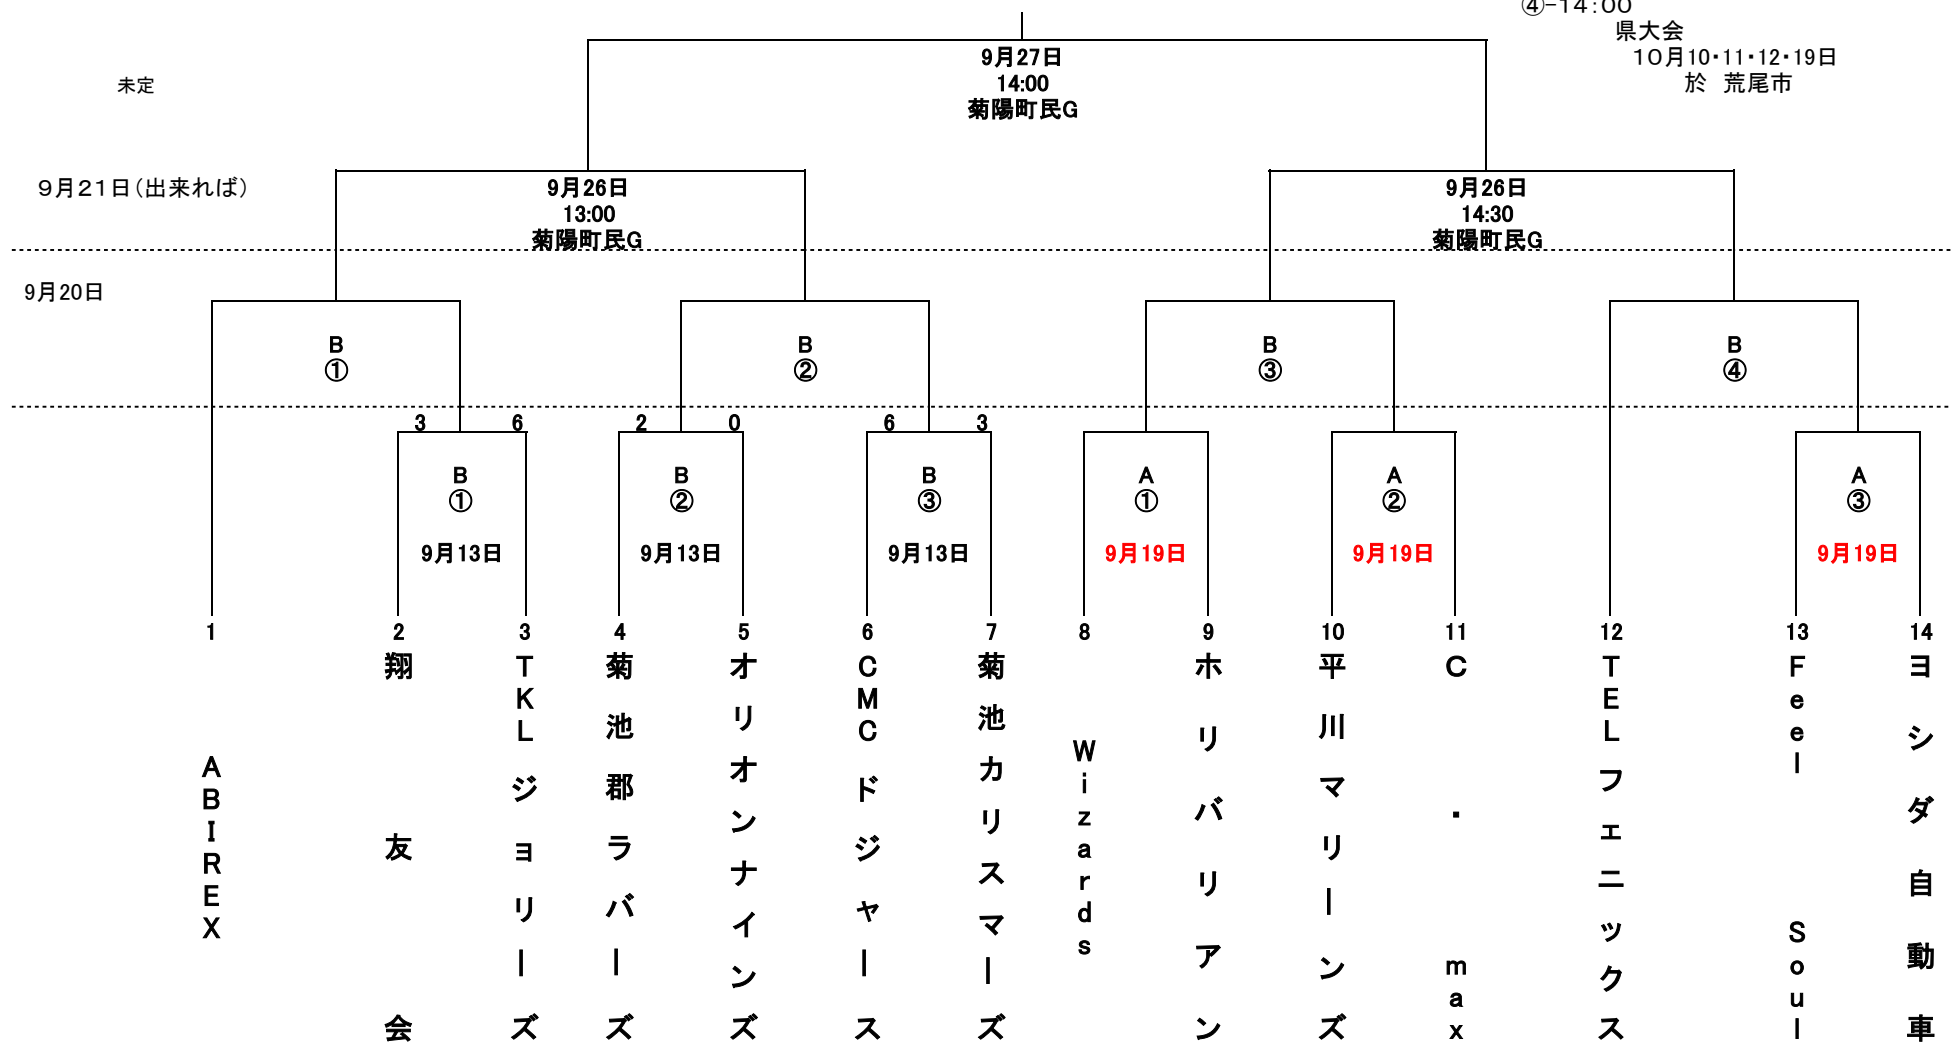 ④-14:00
県大会
10月10・11・12・19日
於 荒尾市
9月27日
14:00
菊陽町民G
未定
9月21日(出来れば)
9月26日
13:00
菊陽町民G
9月26日
14:30
菊陽町民G
9月20日
B
①
B
②
B
③
B
④
3 6 2 0 6 3
B
①
9月13日
B
②
9月13日
B
③
9月13日
A
①
9月19日
A
②
9月19日
A
③
9月19日
1
ABIREX
2
翔友会
3
TKLジョリーズ
4
菊池郡ラバーズ
5
オリオンナインズ
6
CMCドジャース
7
菊池カリスマーズ
8
Wizards
9
ホリバリアン
10
平川マリーンズ
11
C・max
12
TELフェニックス
13
Feel Soul
14
ヨシダ自動車